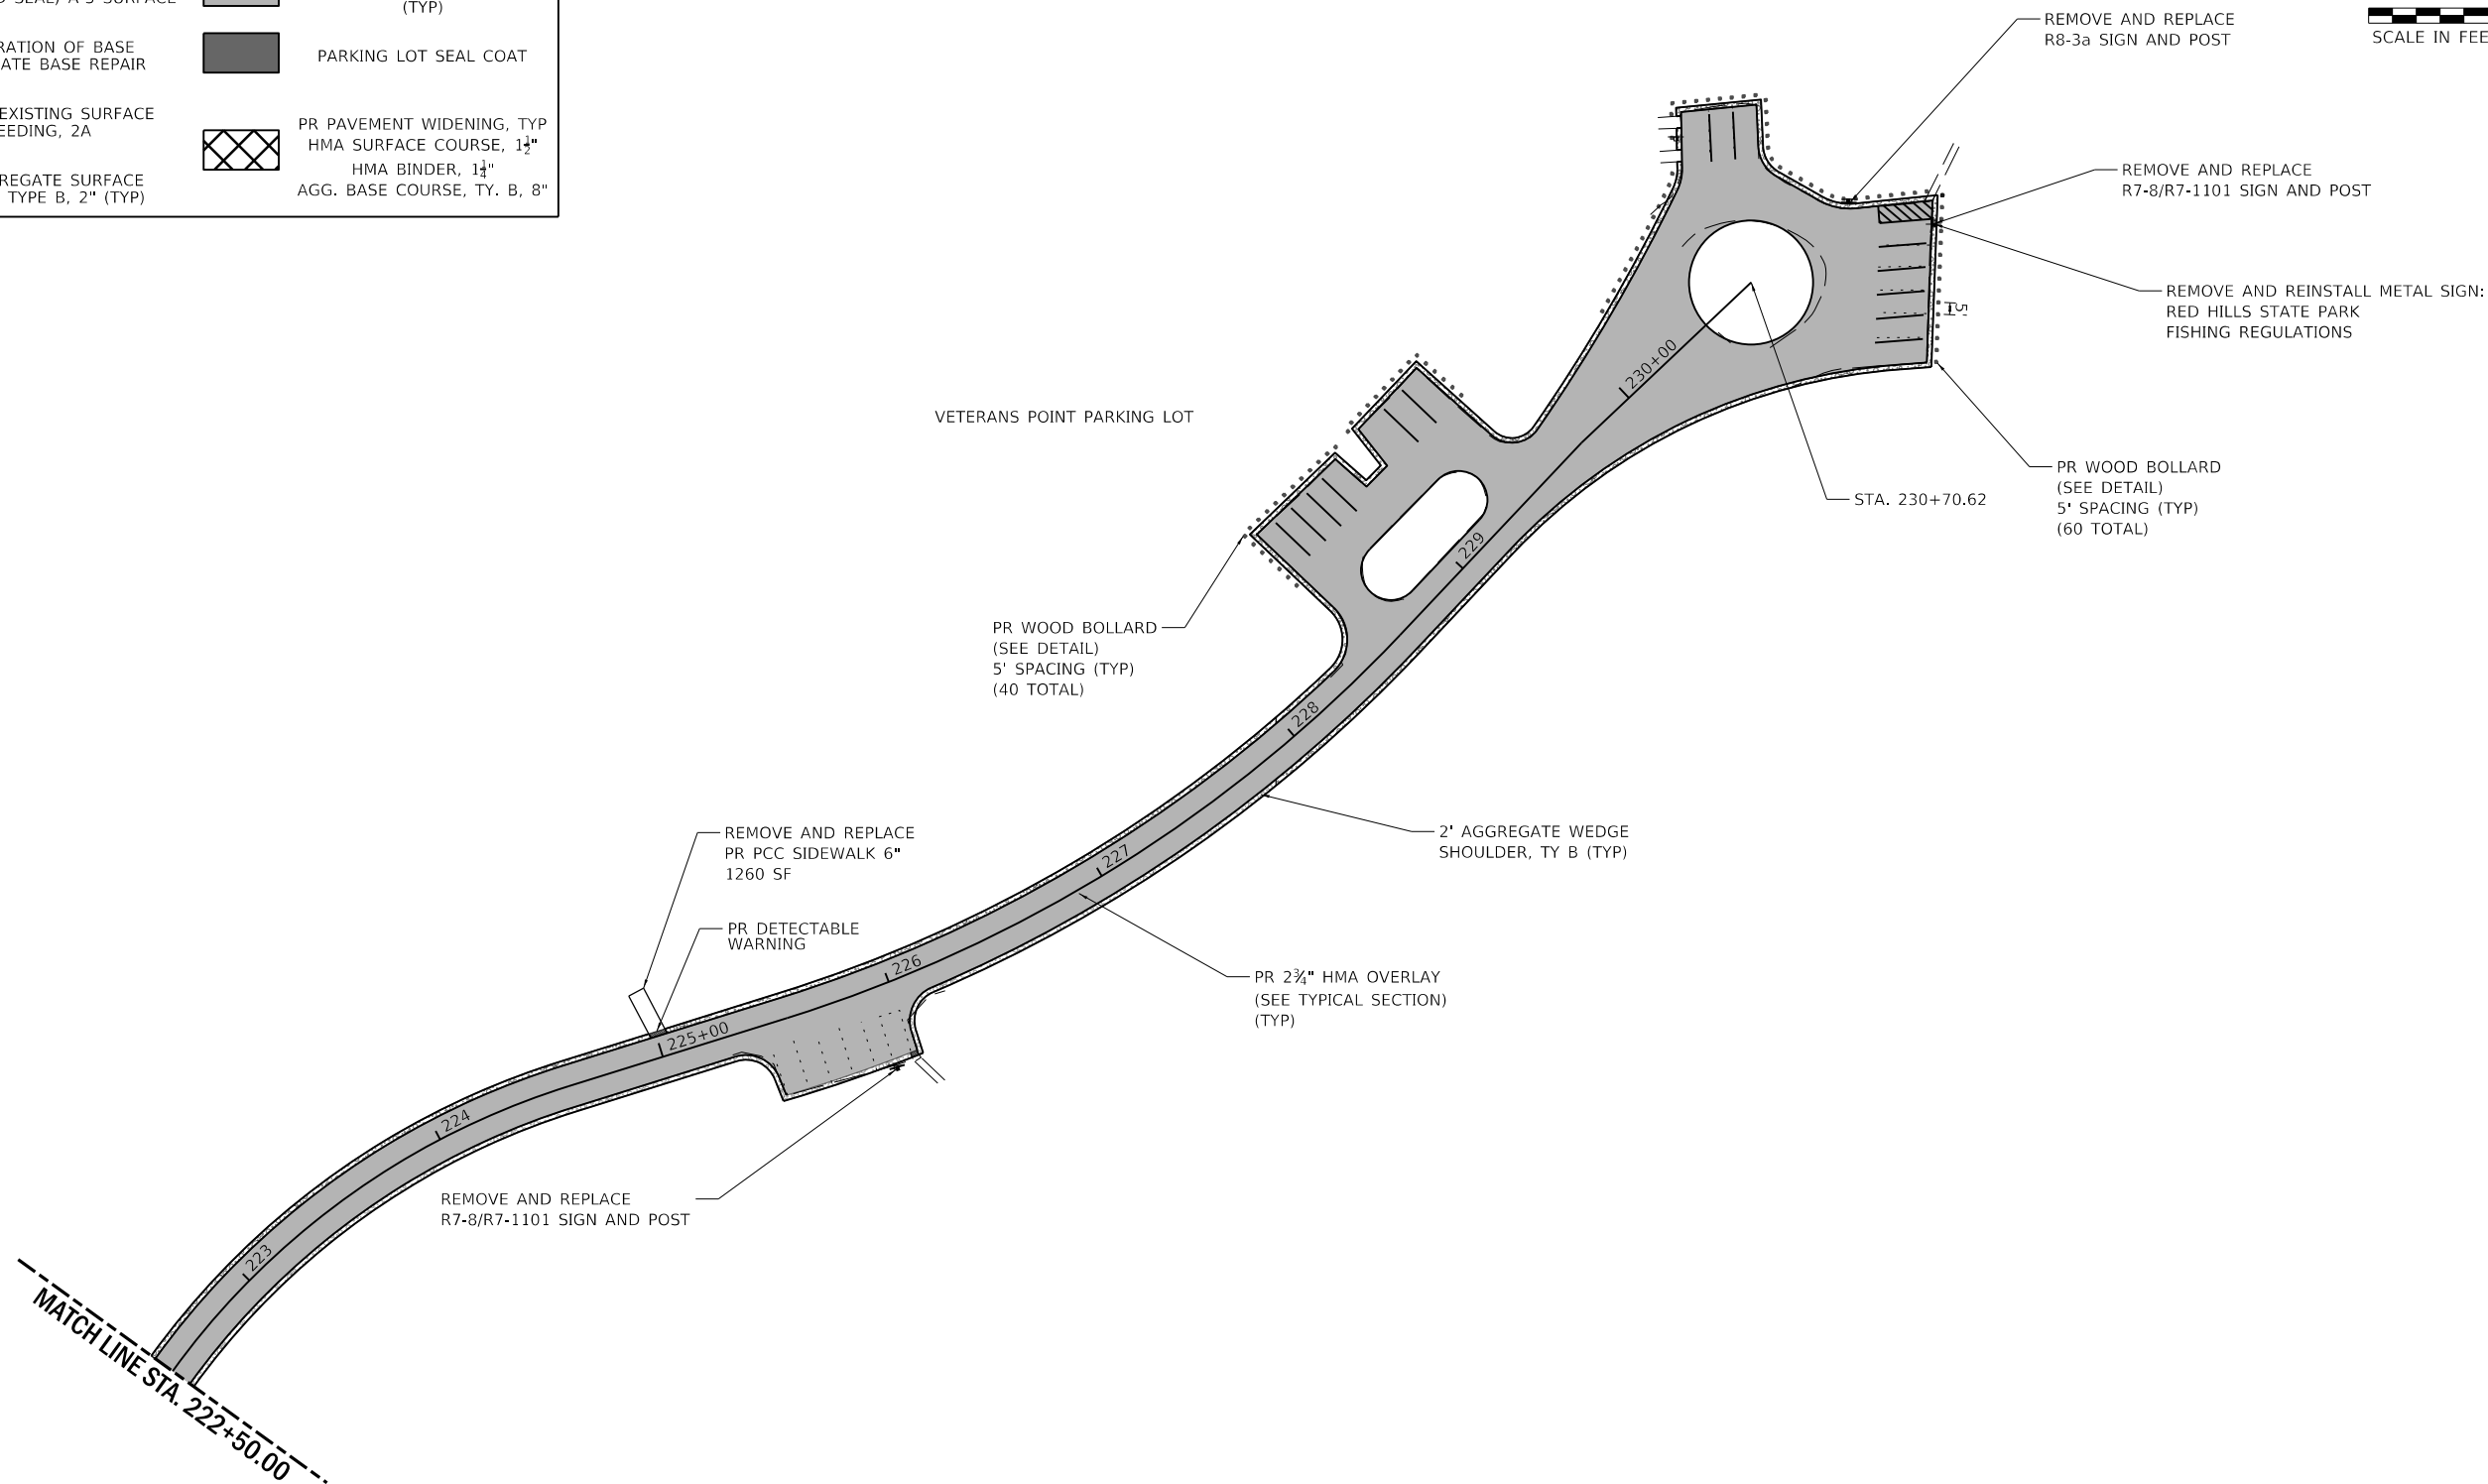 (TYP)
RATION OF BASE
ATE BASE REPAIR
PARKING LOT SEAL COAT
EXISTING SURFACE
EEDING, 2A
PR PAVEMENT WIDENING, TYP
HMA SURFACE COURSE, 1½"
HMA BINDER, 1¼"
AGG. BASE COURSE, TY. B, 8"
REGATE SURFACE
TYPE B, 2" (TYP)
REMOVE AND REPLACE
R8-3a SIGN AND POST
SCALE IN FEE
REMOVE AND REPLACE
R7-8/R7-1101 SIGN AND POST
REMOVE AND REINSTALL METAL SIGN:
RED HILLS STATE PARK
FISHING REGULATIONS
5'
230+00
VETERANS POINT PARKING LOT
STA. 230+70.62
PR WOOD BOLLARD
(SEE DETAIL)
5' SPACING (TYP)
(60 TOTAL)
229
PR WOOD BOLLARD
(SEE DETAIL)
5' SPACING (TYP)
(40 TOTAL)
228
REMOVE AND REPLACE
PR PCC SIDEWALK 6"
1260 SF
2' AGGREGATE WEDGE
SHOULDER, TY B (TYP)
227
PR DETECTABLE
WARNING
226
PR 2¾" HMA OVERLAY
(SEE TYPICAL SECTION)
(TYP)
225+00
224
REMOVE AND REPLACE
R7-8/R7-1101 SIGN AND POST
223
MATCH LINE STA. 222+50.00